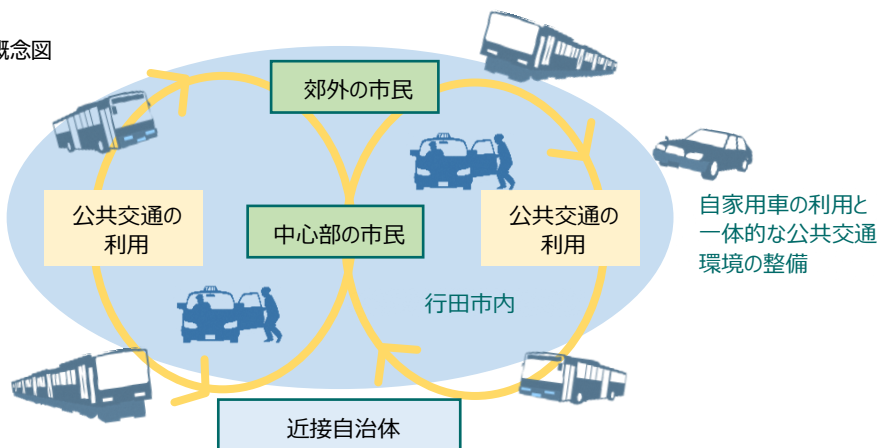 概念図
郊外の市民
公共交通の
利用
中心部の市民
公共交通の
利用
自家用車の利用と
一体的な公共交通
環境の整備
行田市内
近接自治体